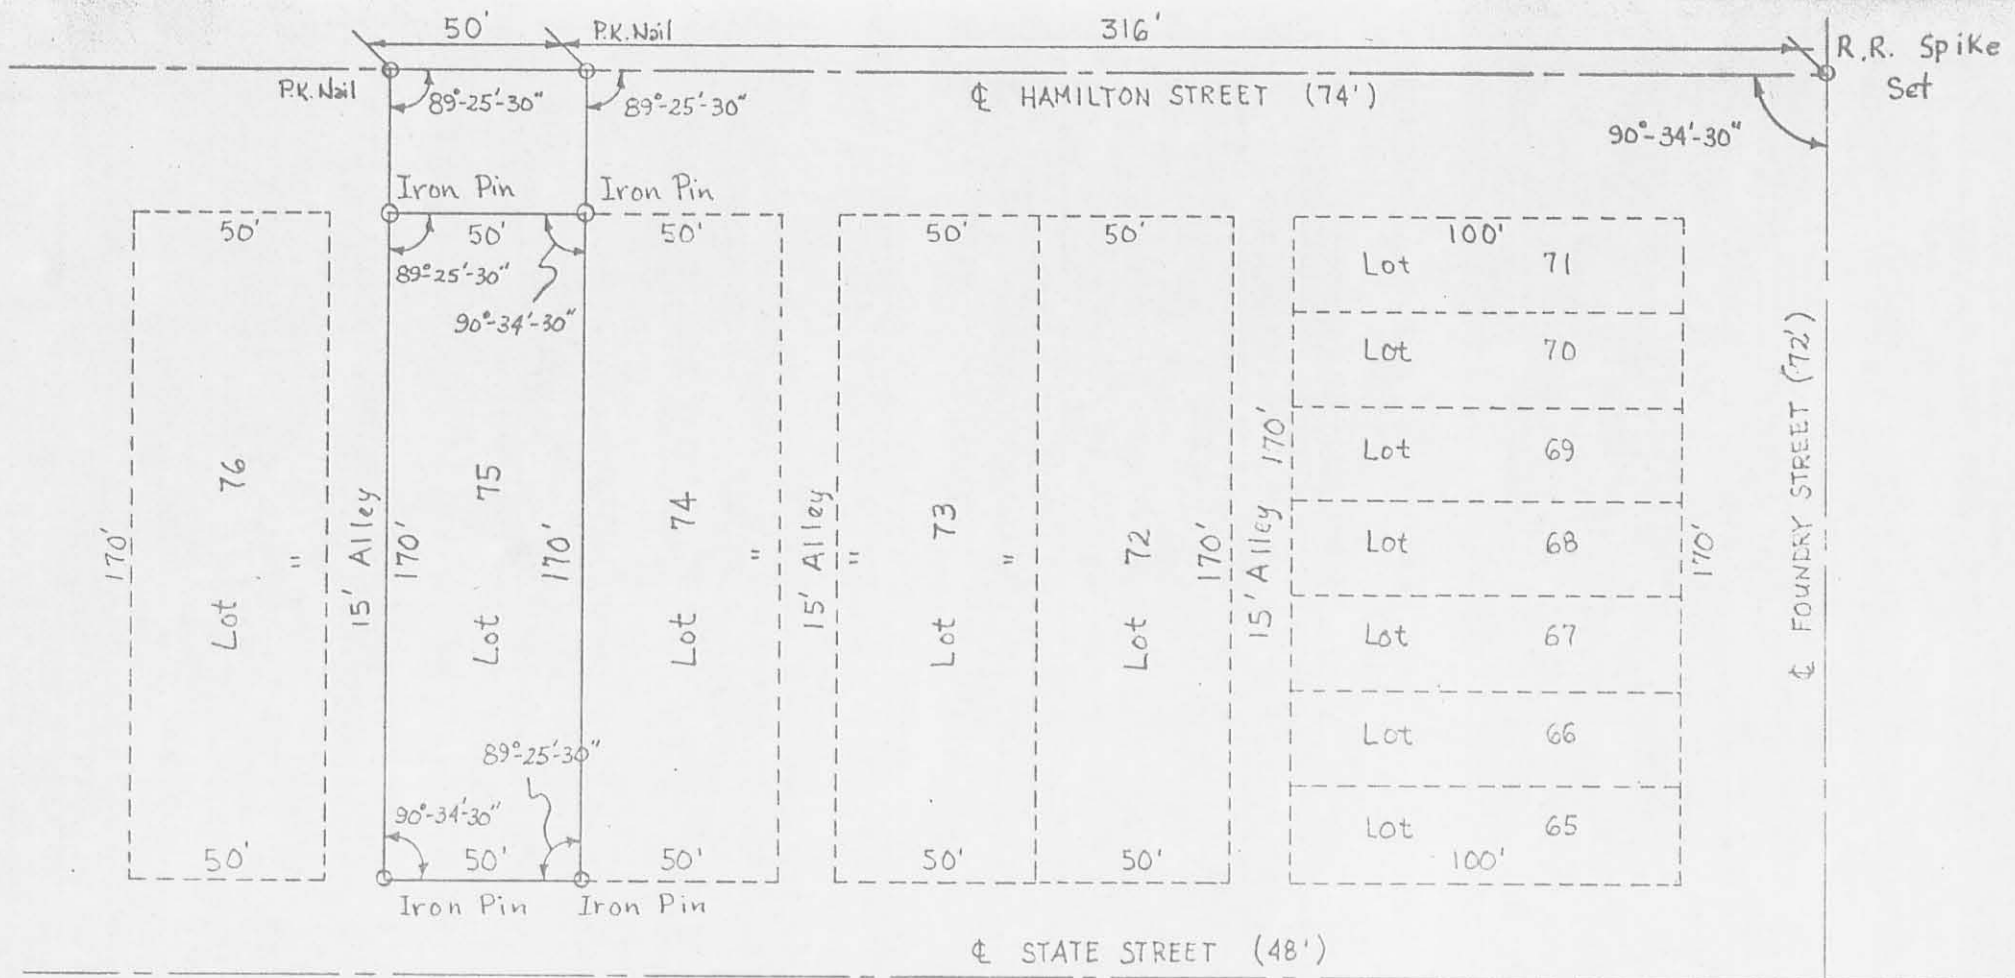 50' P.K. Nail 316' R.R. Spike
Set
P.K. Nail 89°-25'-30" 89°-25'-30" ℄ HAMILTON STREET (74') 90°-34'-30"
Iron Pin Iron Pin
50' 50' 50' 50' 50' 100'
89°-25'-30"
90°-34'-30"
170' Lot 76 "
15' Alley
170' Lot 75 170'
Lot 74 "
15' Alley
" Lot 73 "
Lot 72 170'
15' Alley 170'
Lot 71
Lot 70
Lot 69
Lot 68
Lot 67
Lot 66
Lot 65
170'
℄ FOUNDRY STREET (72')
89°-25'-30"
90°-34'-30"
50' 50' 50' 50' 50' 100'
Iron Pin Iron Pin
℄ STATE STREET (48')